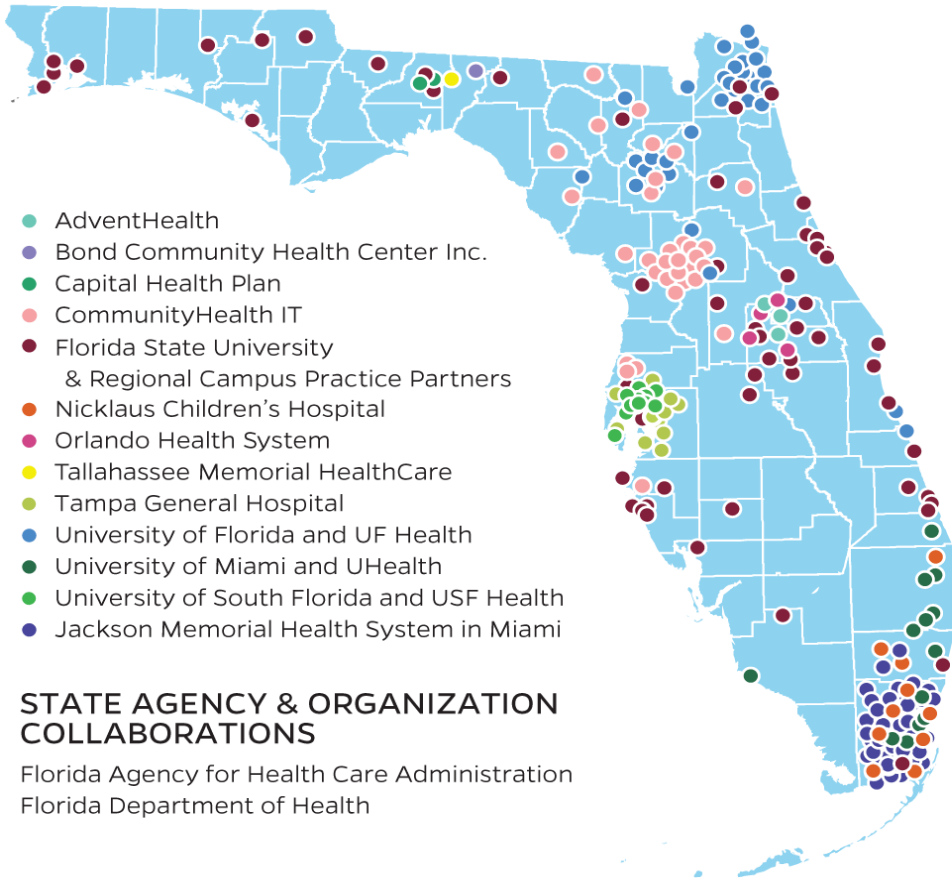 AdventHealth
Bond Community Health Center Inc.
Capital Health Plan
CommunityHealth IT
Florida State University
& Regional Campus Practice Partners
Nicklaus Children's Hospital
Orlando Health System
Tallahassee Memorial HealthCare
Tampa General Hospital
University of Florida and UF Health
University of Miami and UHealth
University of South Florida and USF Health
Jackson Memorial Health System in Miami
STATE AGENCY & ORGANIZATION
COLLABORATIONS
Florida Agency for Health Care Administration
Florida Department of Health